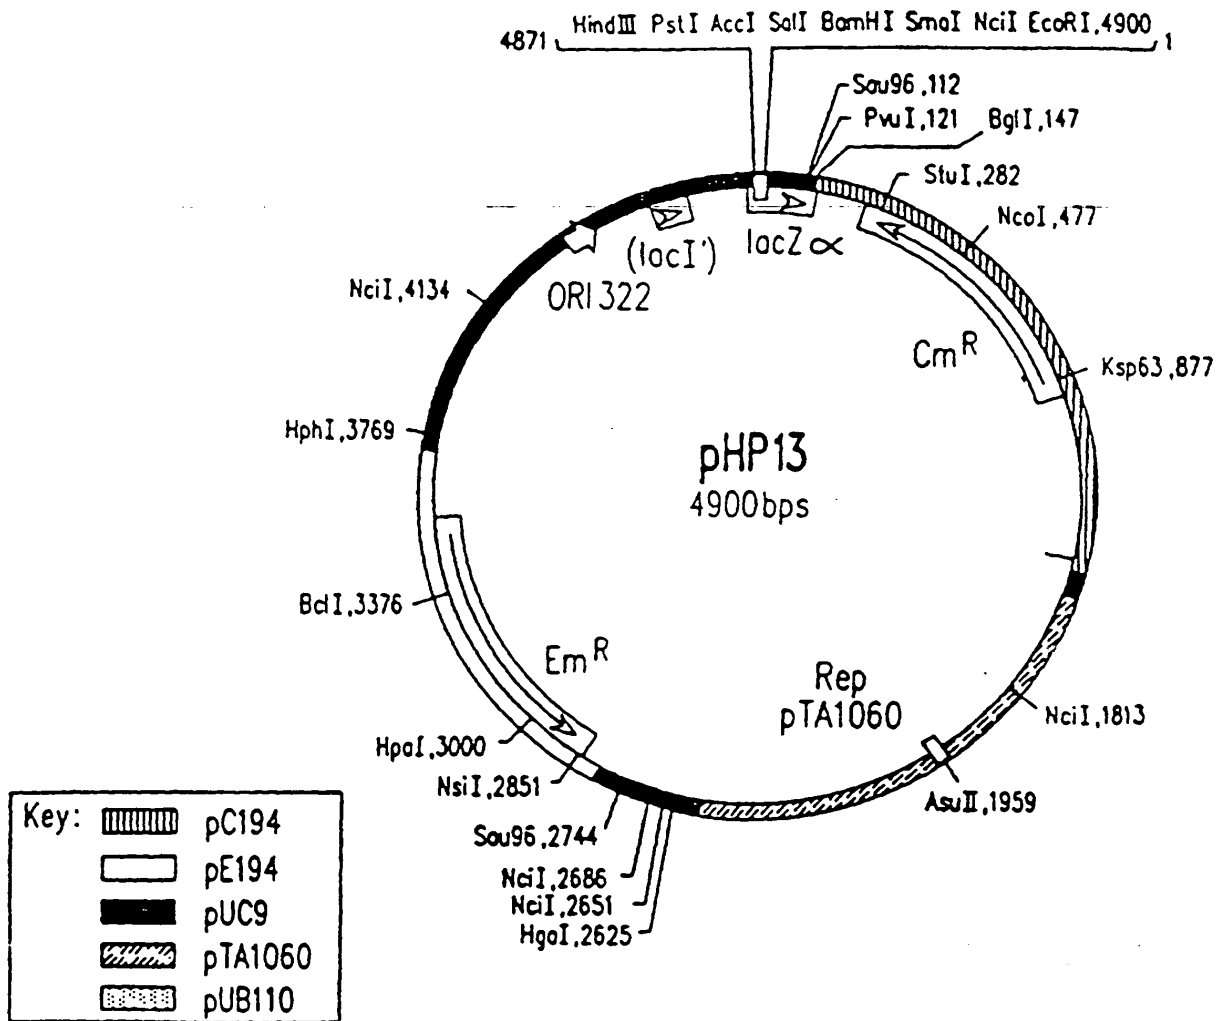 HindⅢ PstI AccI SalI BamHI SmaI NciI EcoRI,4900
4871
1
Sau96,112
PvuI,121
BglI,147
StuI,282
NcoI,477
(lacI')
lacZ α
ORI 322
NciI,4134
CmR
Ksp63,877
HphI,3769
pHP13
4900bps
BclI,3376
EmR
Rep
pTA1060
NciI,1813
HpaI,3000
NsiI,2851
AsuII,1959
Sau96,2744
NciI,2686
NciI,2651
HgaI,2625
Key:
pC194
pE194
pUC9
pTA1060
pUB110